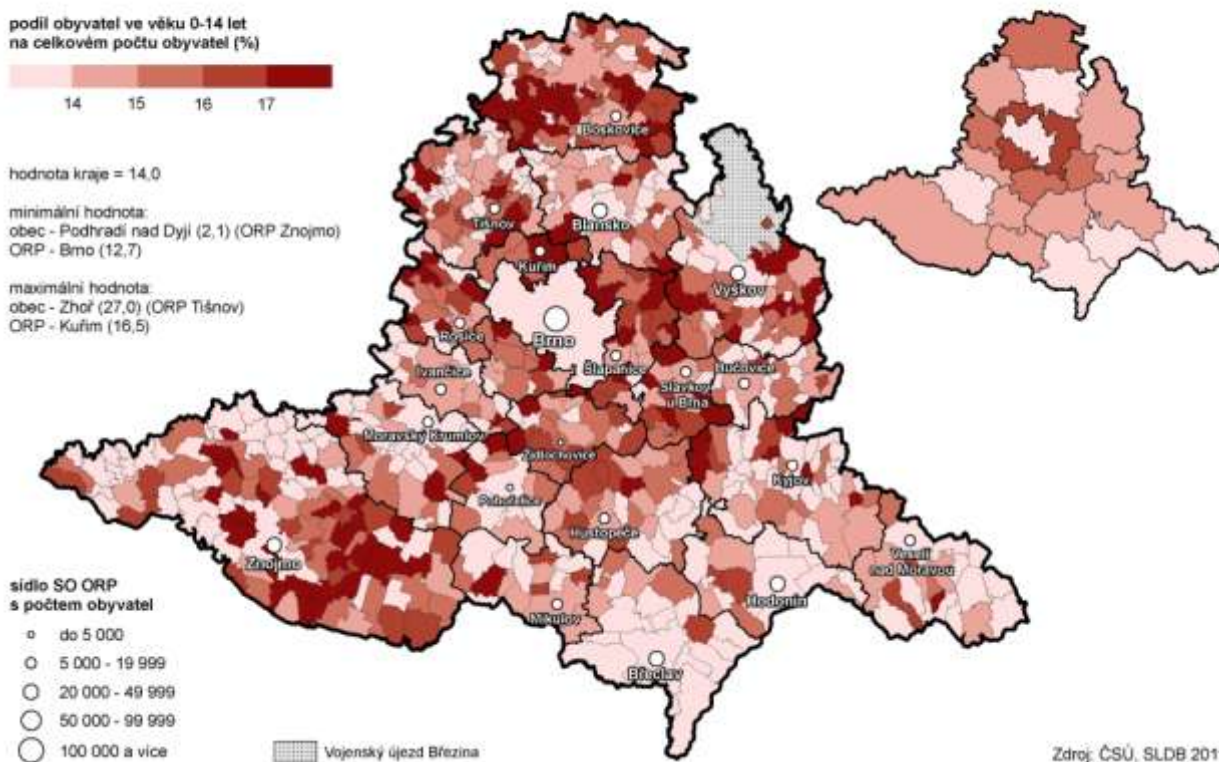 podíl obyvatel ve věku 0-14 let
na celkovém počtu obyvatel (%)
14 15 16 17
hodnota kraje = 14,0
minimální hodnota:
obec - Podhradí nad Dyjí (2,1) (ORP Znojmo)
ORP - Brno (12,7)
maximální hodnota:
obec - Zhoř (27,0) (ORP Tišnov)
ORP - Kuřim (16,5)
Boskovice
Tišnov
Blansko
Kuřim
Vyškov
Rosice
Brno
Šlapanice
Ivančice
Slavkov
u Brna
Bučovice
Moravský Krumlov
Židlochovice
Kyjov
Pohořelice
Hustopeče
Znojmo
Veselí
nad Moravou
Hodonín
Mikulov
Břeclav
sídlo SO ORP
s počtem obyvatel
do 5 000
5 000 - 19 999
20 000 - 49 999
50 000 - 99 999
100 000 a více
Vojenský újezd Březina
Zdroj: ČSÚ, SLDB 201